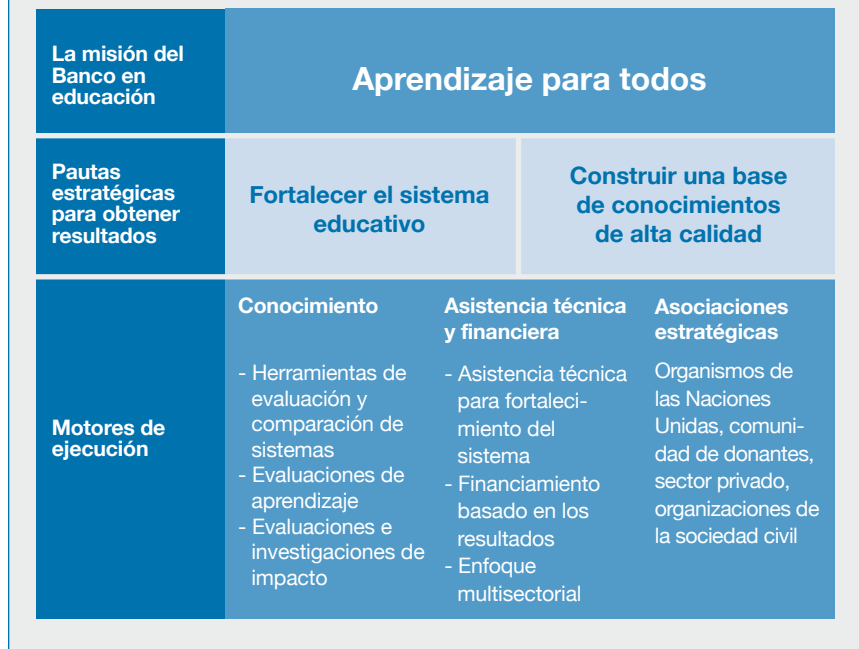 La misión del
Banco en
educación
Aprendizaje para todos
Pautas
estratégicas
para obtener
resultados
Fortalecer el sistema
educativo
Construir una base
de conocimientos
de alta calidad
Motores de
ejecución
Conocimiento
- Herramientas de
evaluación y
comparación de
sistemas
- Evaluaciones de
aprendizaje
- Evaluaciones e
investigaciones de
impacto
Asistencia técnica
y financiera
- Asistencia técnica
para fortaleci-
miento del
sistema
- Financiamiento
basado en los
resultados
- Enfoque
multisectorial
Asociaciones
estratégicas
Organismos de
las Naciones
Unidas, comuni-
dad de donantes,
sector privado,
organizaciones de
la sociedad civil